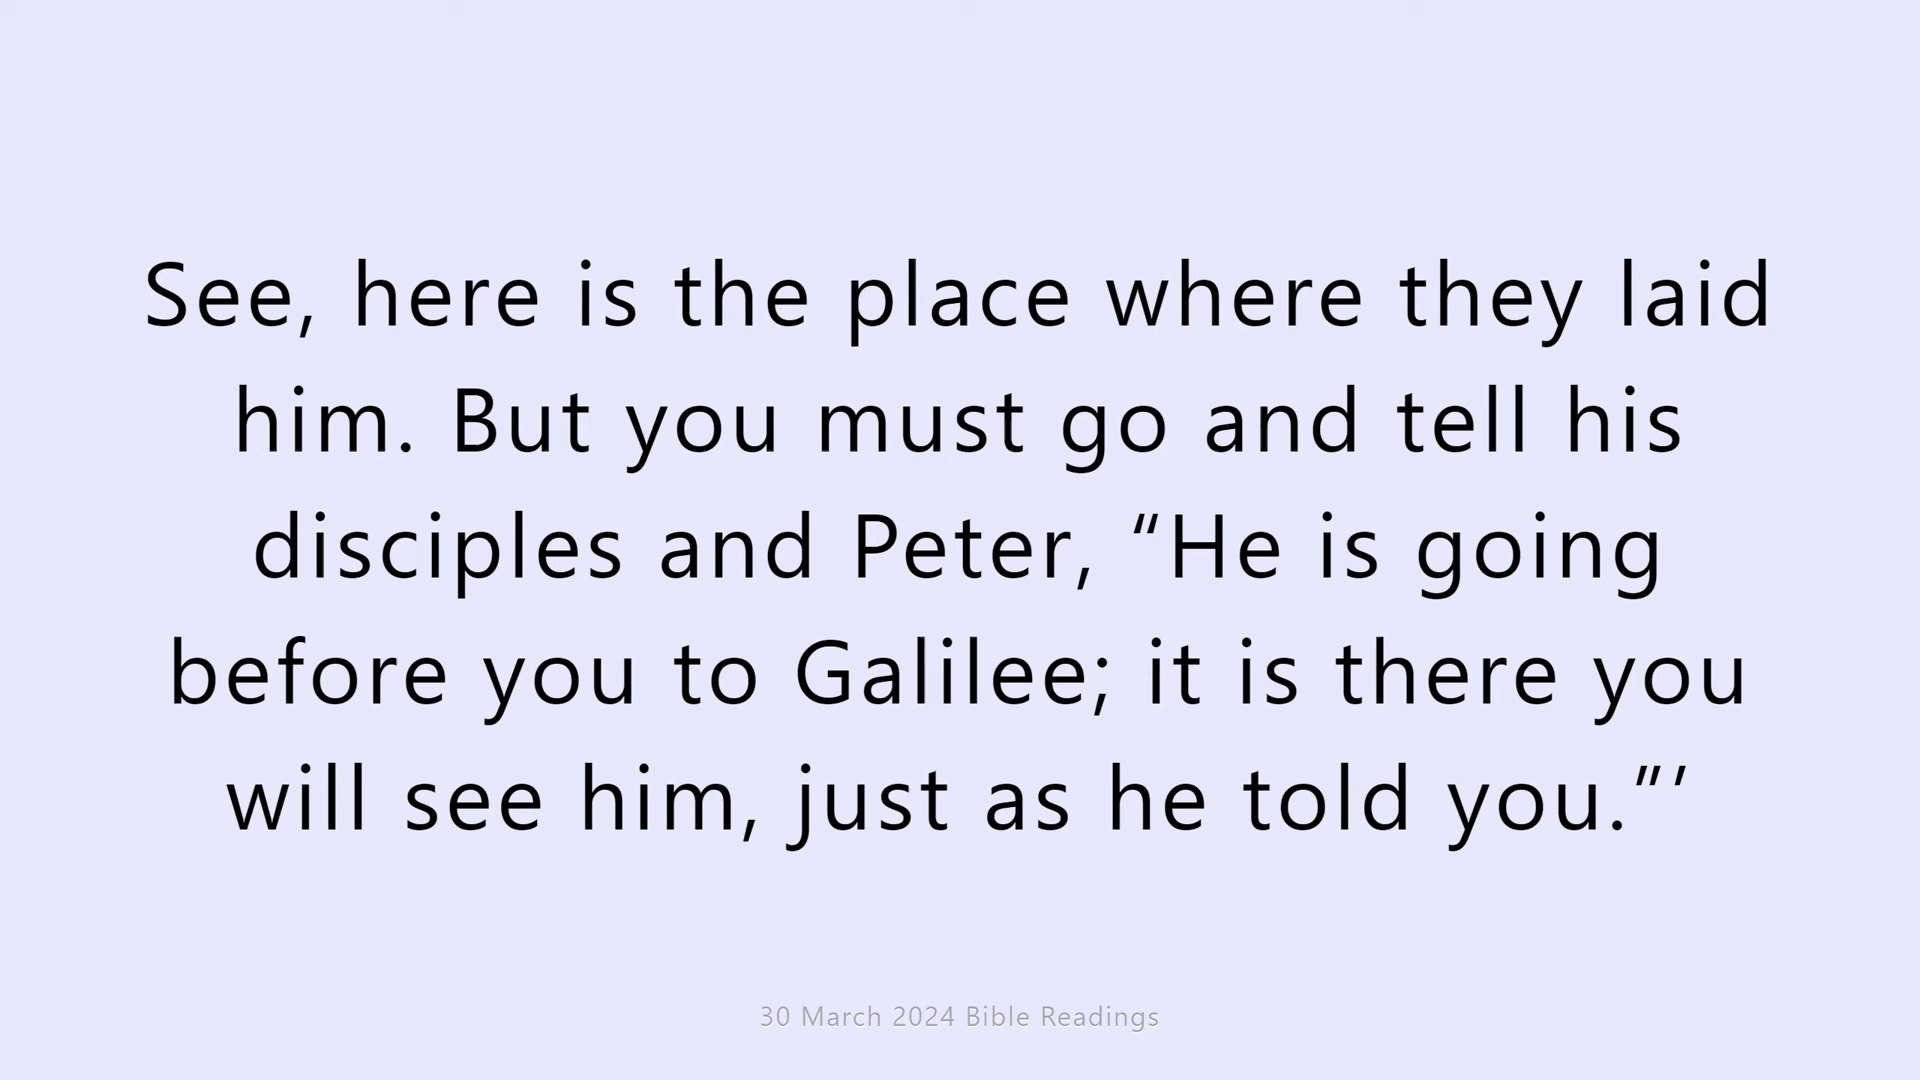 See, here is the place where they laid
him. But you must go and tell his
disciples and Peter, “He is going
before you to Galilee; it is there you
will see him, just as he told you.”’
30 March 2024 Bible Readings